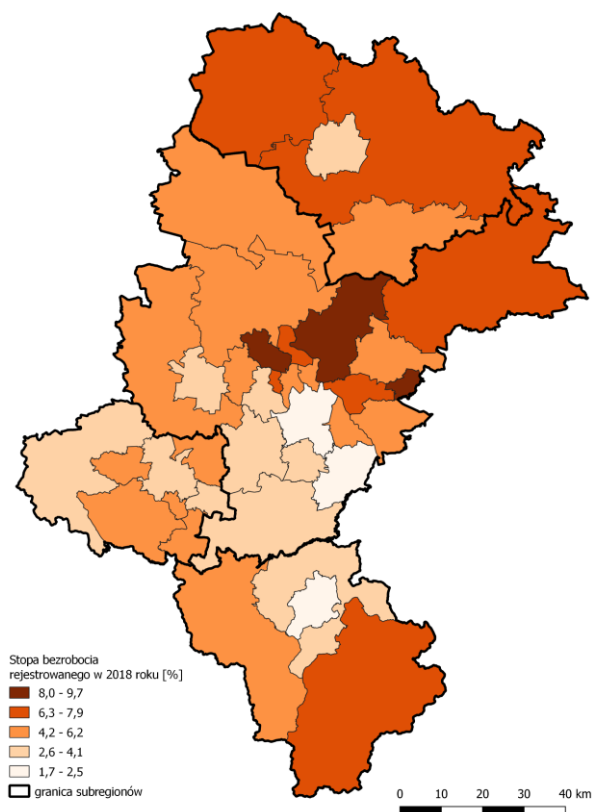 Stopa bezrobocia
rejestrowanego w 2018 roku [%]
8,0 - 9,7
6,3 - 7,9
4,2 - 6,2
2,6 - 4,1
1,7 - 2,5
granica subregionów
0 10 20 30 40 km